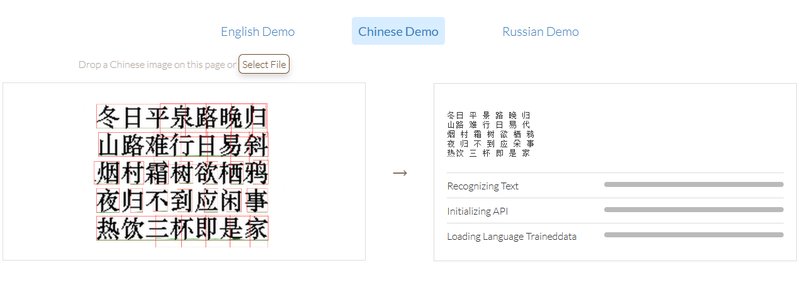 English Demo
Chinese Demo
Russian Demo
Drop a Chinese image on this page or Select File
冬日平泉路晚归
山路难行日易斜
烟村霜树欲栖鸦
夜归不到应闲事
热饮三杯即是家
→
冬日 平 景 路 晚 归
山路 难 行 日 易 代
烟 村 霜 树 欲 栖 鸦
夜 归 不 到 应 呆 事
热饮 三 杯 即 是 家
Recognizing Text
Initializing API
Loading Language Traineddata